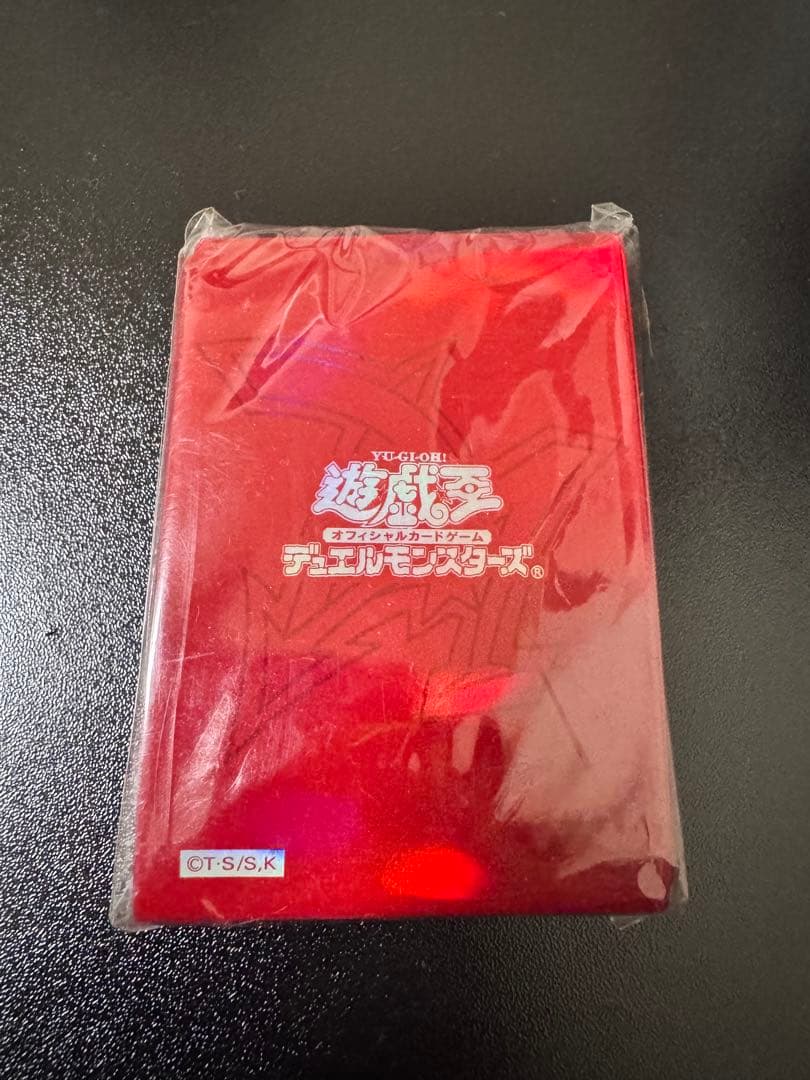 YU-GI-OH!
遊戯王
オフィシャルカードゲーム
デュエルモンスターズ®
©T·S/S,K